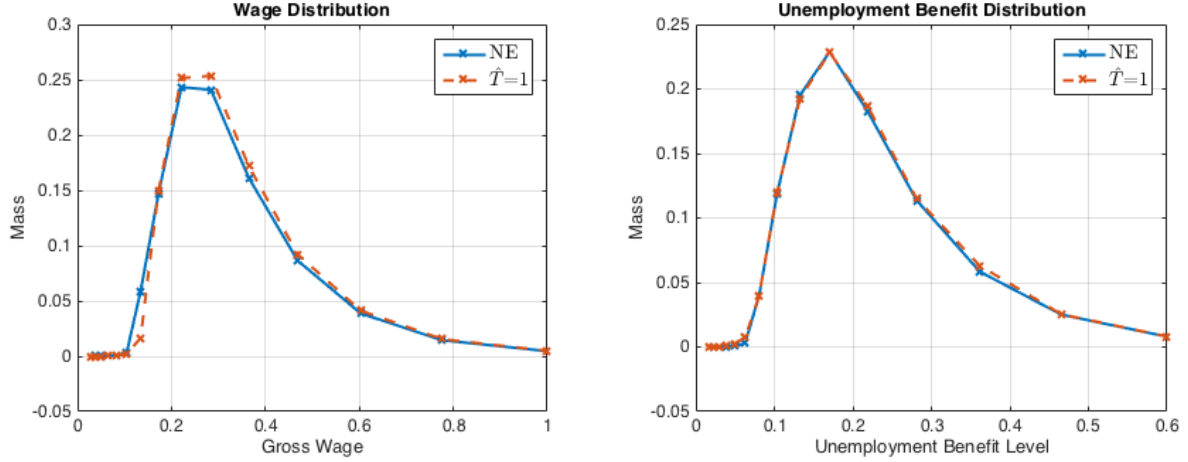 Wage Distribution
0.3
0.25
0.2
0.15
0.1
0.05
0
-0.05
Mass
NE
T̂=1
0
0.2
0.4
0.6
0.8
1
Gross Wage
Unemployment Benefit Distribution
0.25
0.2
0.15
0.1
0.05
0
-0.05
Mass
NE
T̂=1
0
0.1
0.2
0.3
0.4
0.5
0.6
Unemployment Benefit Level